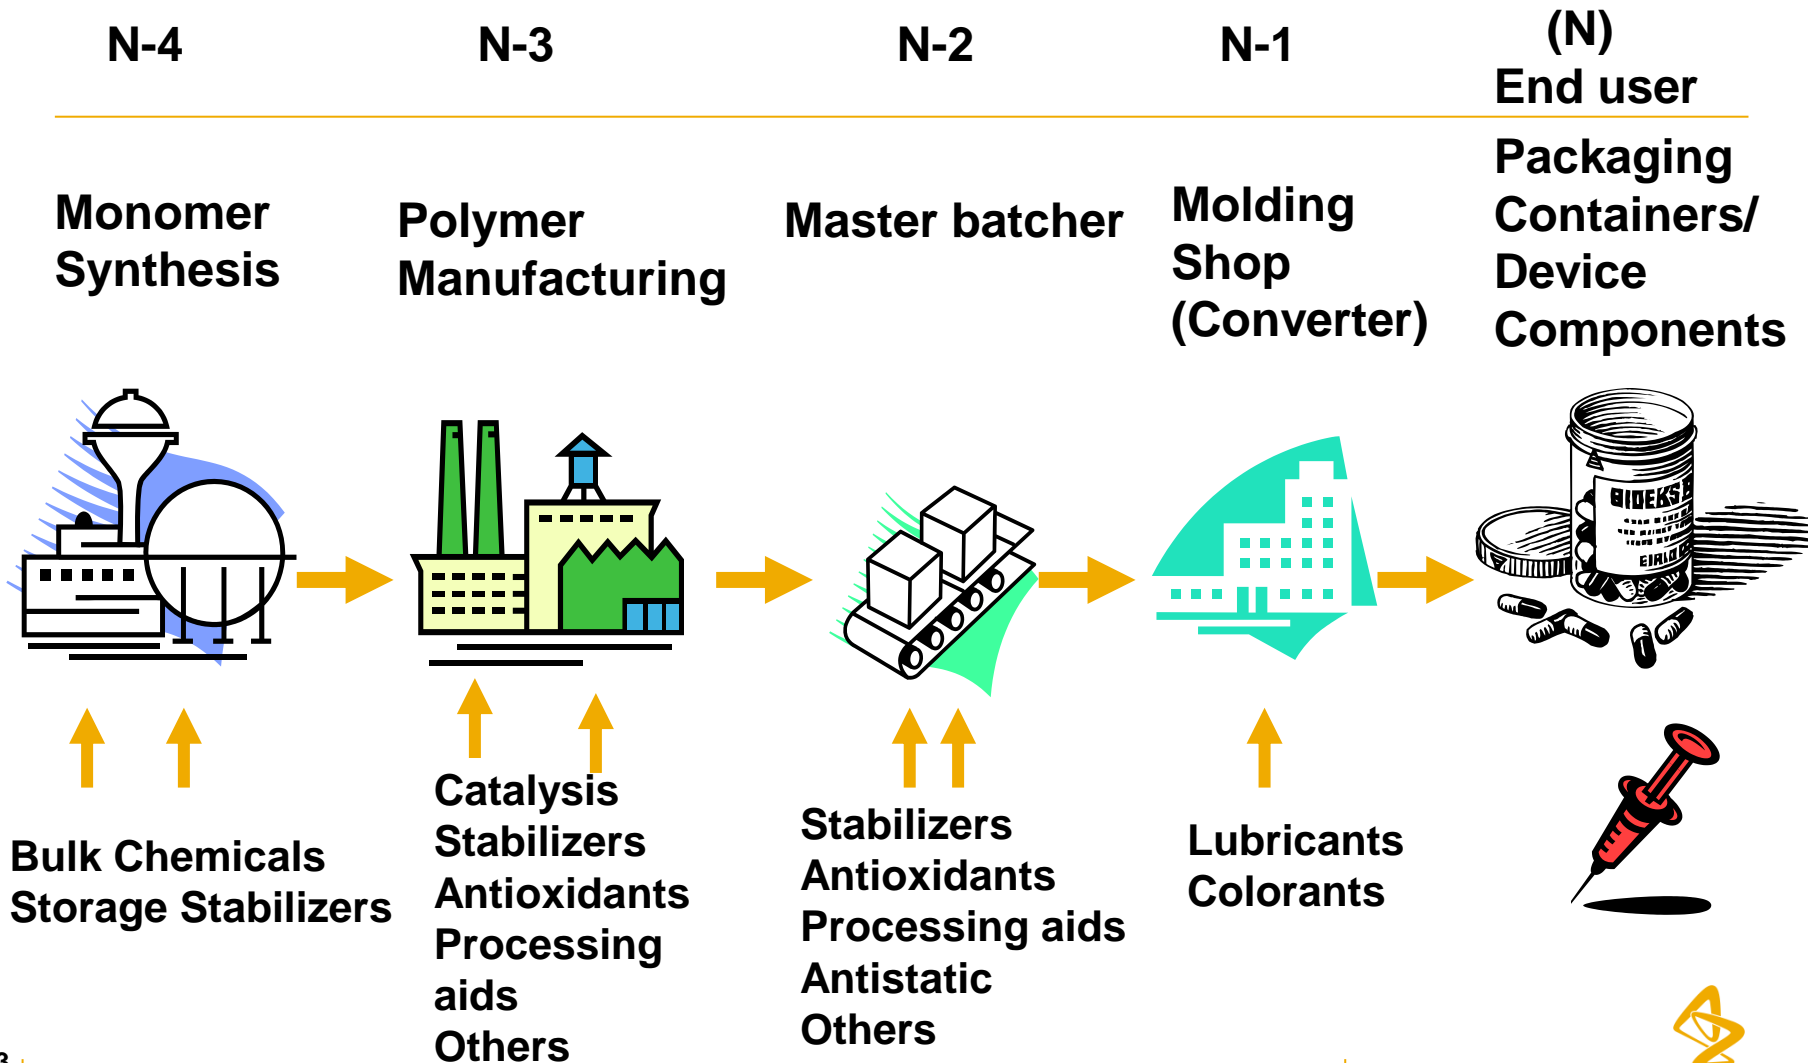 N-4
N-3
N-2
N-1
(N)
End user
Monomer
Synthesis
Polymer
Manufacturing
Master batcher
Molding
Shop
(Converter)
Packaging
Containers/
Device
Components
Bulk Chemicals
Storage Stabilizers
Catalysis
Stabilizers
Antioxidants
Processing
aids
Others
Stabilizers
Antioxidants
Processing aids
Antistatic
Others
Lubricants
Colorants
3